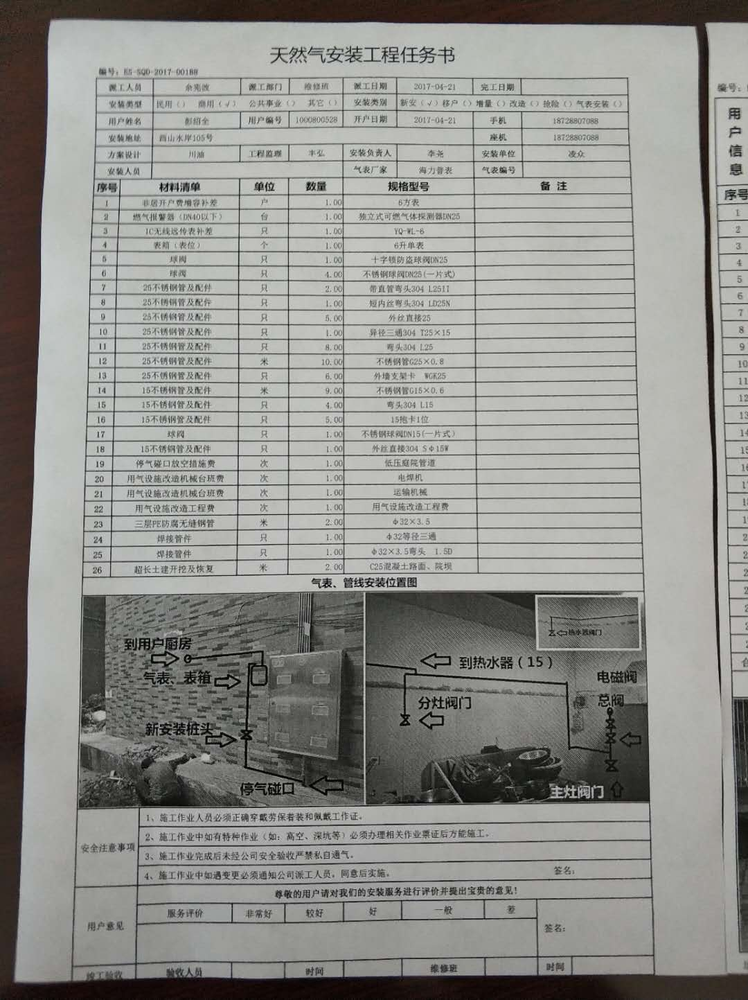 天然气安装工程任务书
编号：ES-SQD-2017-00188
派工人员 余宪波 派工部门 维修班 派工日期 2017-04-21 完工日期
安装类型 民用（） 商用（√） 公共事业（） 其它（） 安装类别 新安（√）移户（）增量（）改造（）抢险（）气表安装（）
用户姓名 彭绍全 用户编号 1000800528 开户日期 2017-04-21 手机 18728807088
安装地址 酉山水岸105号 座机 18728807088
方案设计 川油 工程监理 丰弘 安装负责人 李尧 安装单位 凌众
安装人员 气表厂家 海力普表 气表编号
序号 材料清单 单位 数量 规格型号 备 注
1 非居开户费增容补差 户 1.00 6方表
2 燃气报警器（DN40以下） 台 1.00 独立式可燃气体探测器DN25
3 IC无线远传表补差 只 1.00 YQ-WL-6
4 表箱（表位） 个 1.00 6升单表
5 球阀 只 1.00 十字锁防盗球阀DN25
6 球阀 只 4.00 不锈钢球阀DN25(一片式)
7 25不锈钢管及配件 只 2.00 带直管弯头304 L25II
8 25不锈钢管及配件 只 1.00 短内丝弯头304 LD25N
9 25不锈钢管及配件 只 5.00 外丝直接25
10 25不锈钢管及配件 只 1.00 异径三通304 T25×15
11 25不锈钢管及配件 只 8.00 弯头304 L25
12 25不锈钢管及配件 米 10.00 不锈钢管G25×0.8
13 25不锈钢管及配件 只 6.00 外墙支架卡 WGK25
14 15不锈钢管及配件 米 9.00 不锈钢管G15×0.6
15 15不锈钢管及配件 只 4.00 弯头304 L15
16 15不锈钢管及配件 只 5.00 15抱卡1位
17 球阀 只 1.00 不锈钢球阀DN15(一片式)
18 15不锈钢管及配件 只 1.00 外丝直接304 SΦ15W
19 停气碰口放空措施费 次 1.00 低压庭院管道
20 用气设施改造机械台班费 次 1.00 电焊机
21 用气设施改造机械台班费 次 1.00 运输机械
22 用气设施改造工程费 次 1.00 用气设施改造工程费
23 三层PE防腐无缝钢管 米 2.00 Φ32×3.5
24 焊接管件 只 1.00 Φ32等径三通
25 焊接管件 只 1.00 Φ32×3.5弯头 1.5D
26 超长土建开挖及恢复 米 2.00 C25混凝土路面、院坝
气表、管线安装位置图
到用户厨房
气表、表箱
新安装桩头
停气碰口
热水器阀门
到热水器（15）
电磁阀
总阀
分灶阀门
主灶阀门
安全注意事项
1、施工作业人员必须正确穿戴劳保着装和佩戴工作证。
2、施工作业中如有特种作业（如：高空、深坑等）必须办理相关作业票证后方能施工。
3、施工作业完成后未经公司安全验收严禁私自通气。
4、施工作业中如遇变更必须通知公司派工人员，同意后实施。 签名：
用户意见
尊敬的用户请对我们的安装服务进行评价并提出宝贵的意见！
服务评价 非常好 较好 好 一般 差
签名：
竣工验收 验收人员 时间 维修班 时间
编号：
用户信息
序号
1
2
3
4
5
6
7
8
9
10
11
12
13
14
15